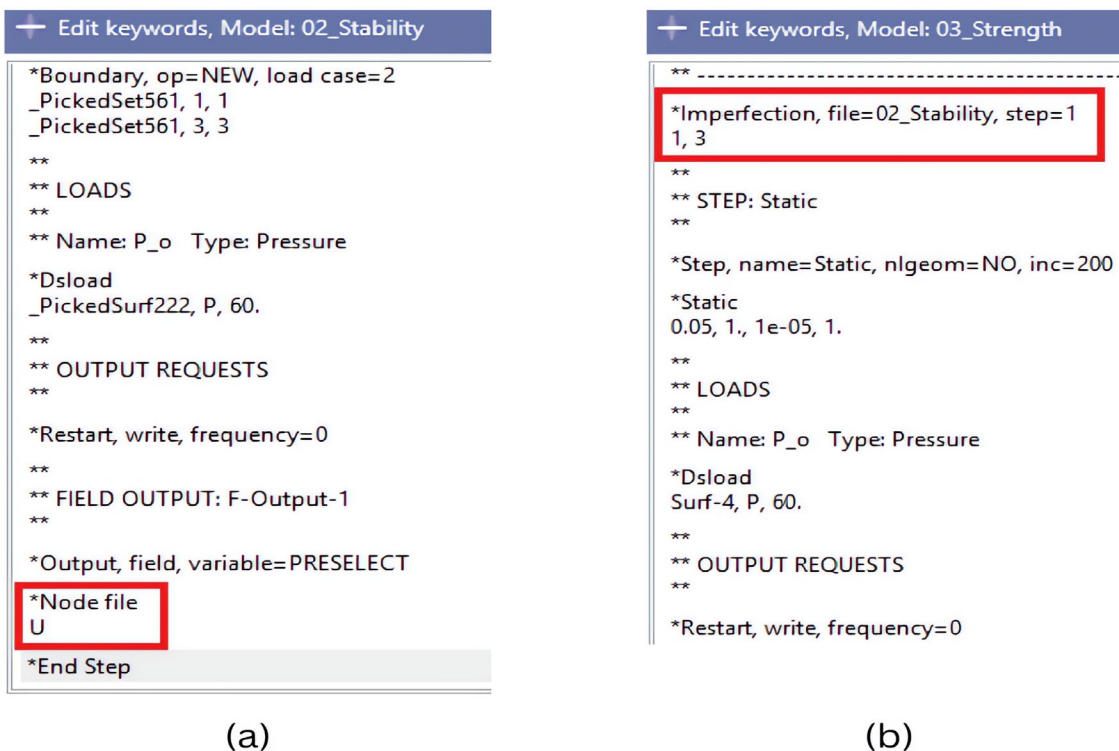 Edit keywords, Model: 02_Stability
*Boundary, op=NEW, load case=2
_PickedSet561, 1, 1
_PickedSet561, 3, 3
**
** LOADS
**
** Name: P_o   Type: Pressure
*Dsload
_PickedSurf222, P, 60.
**
** OUTPUT REQUESTS
**
*Restart, write, frequency=0
**
** FIELD OUTPUT: F-Output-1
**
*Output, field, variable=PRESELECT
*Node file
U
*End Step
(a)
Edit keywords, Model: 03_Strength
** ----------------------------------------
*Imperfection, file=02_Stability, step=1
1, 3
**
** STEP: Static
**
*Step, name=Static, nlgeom=NO, inc=200
*Static
0.05, 1., 1e-05, 1.
**
** LOADS
**
** Name: P_o   Type: Pressure
*Dsload
Surf-4, P, 60.
**
** OUTPUT REQUESTS
**
*Restart, write, frequency=0
(b)